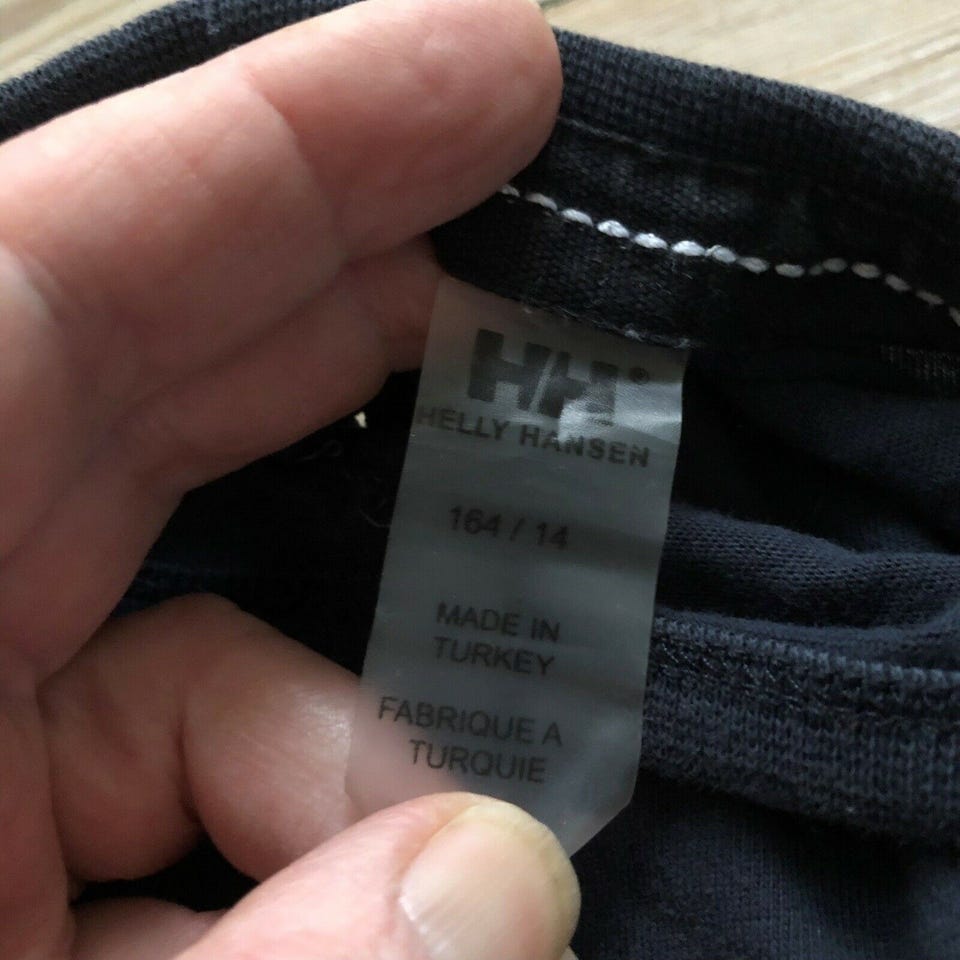 HH®
HELLY HANSEN
164 / 14
MADE IN
TURKEY
FABRIQUE A
TURQUIE